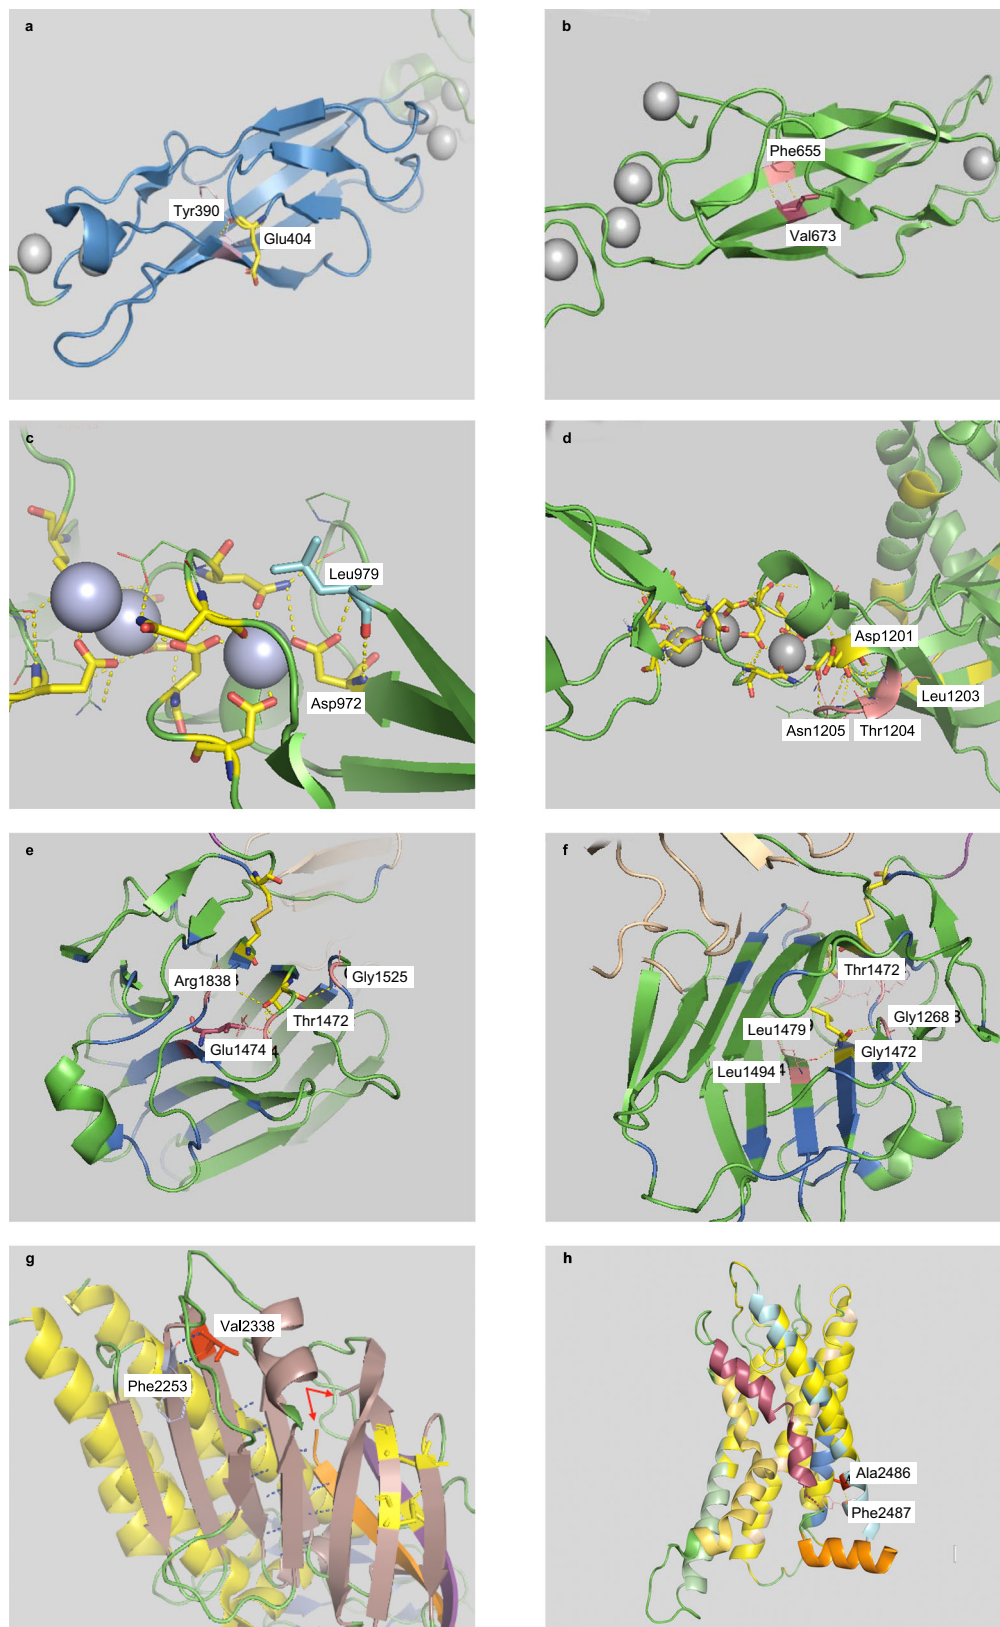 a
b
Phe655
Tyr390
Glu404
Val673
c
d
Leu979
Asp972
Asp1201
Leu1203
Asn1205 Thr1204
e
f
Arg1838
Gly1525
Thr1472
Glu1474
Thr1472
Leu1479
Gly1268
Gly1472
Leu1494
g
h
Val2338
Phe2253
Ala2486
Phe2487